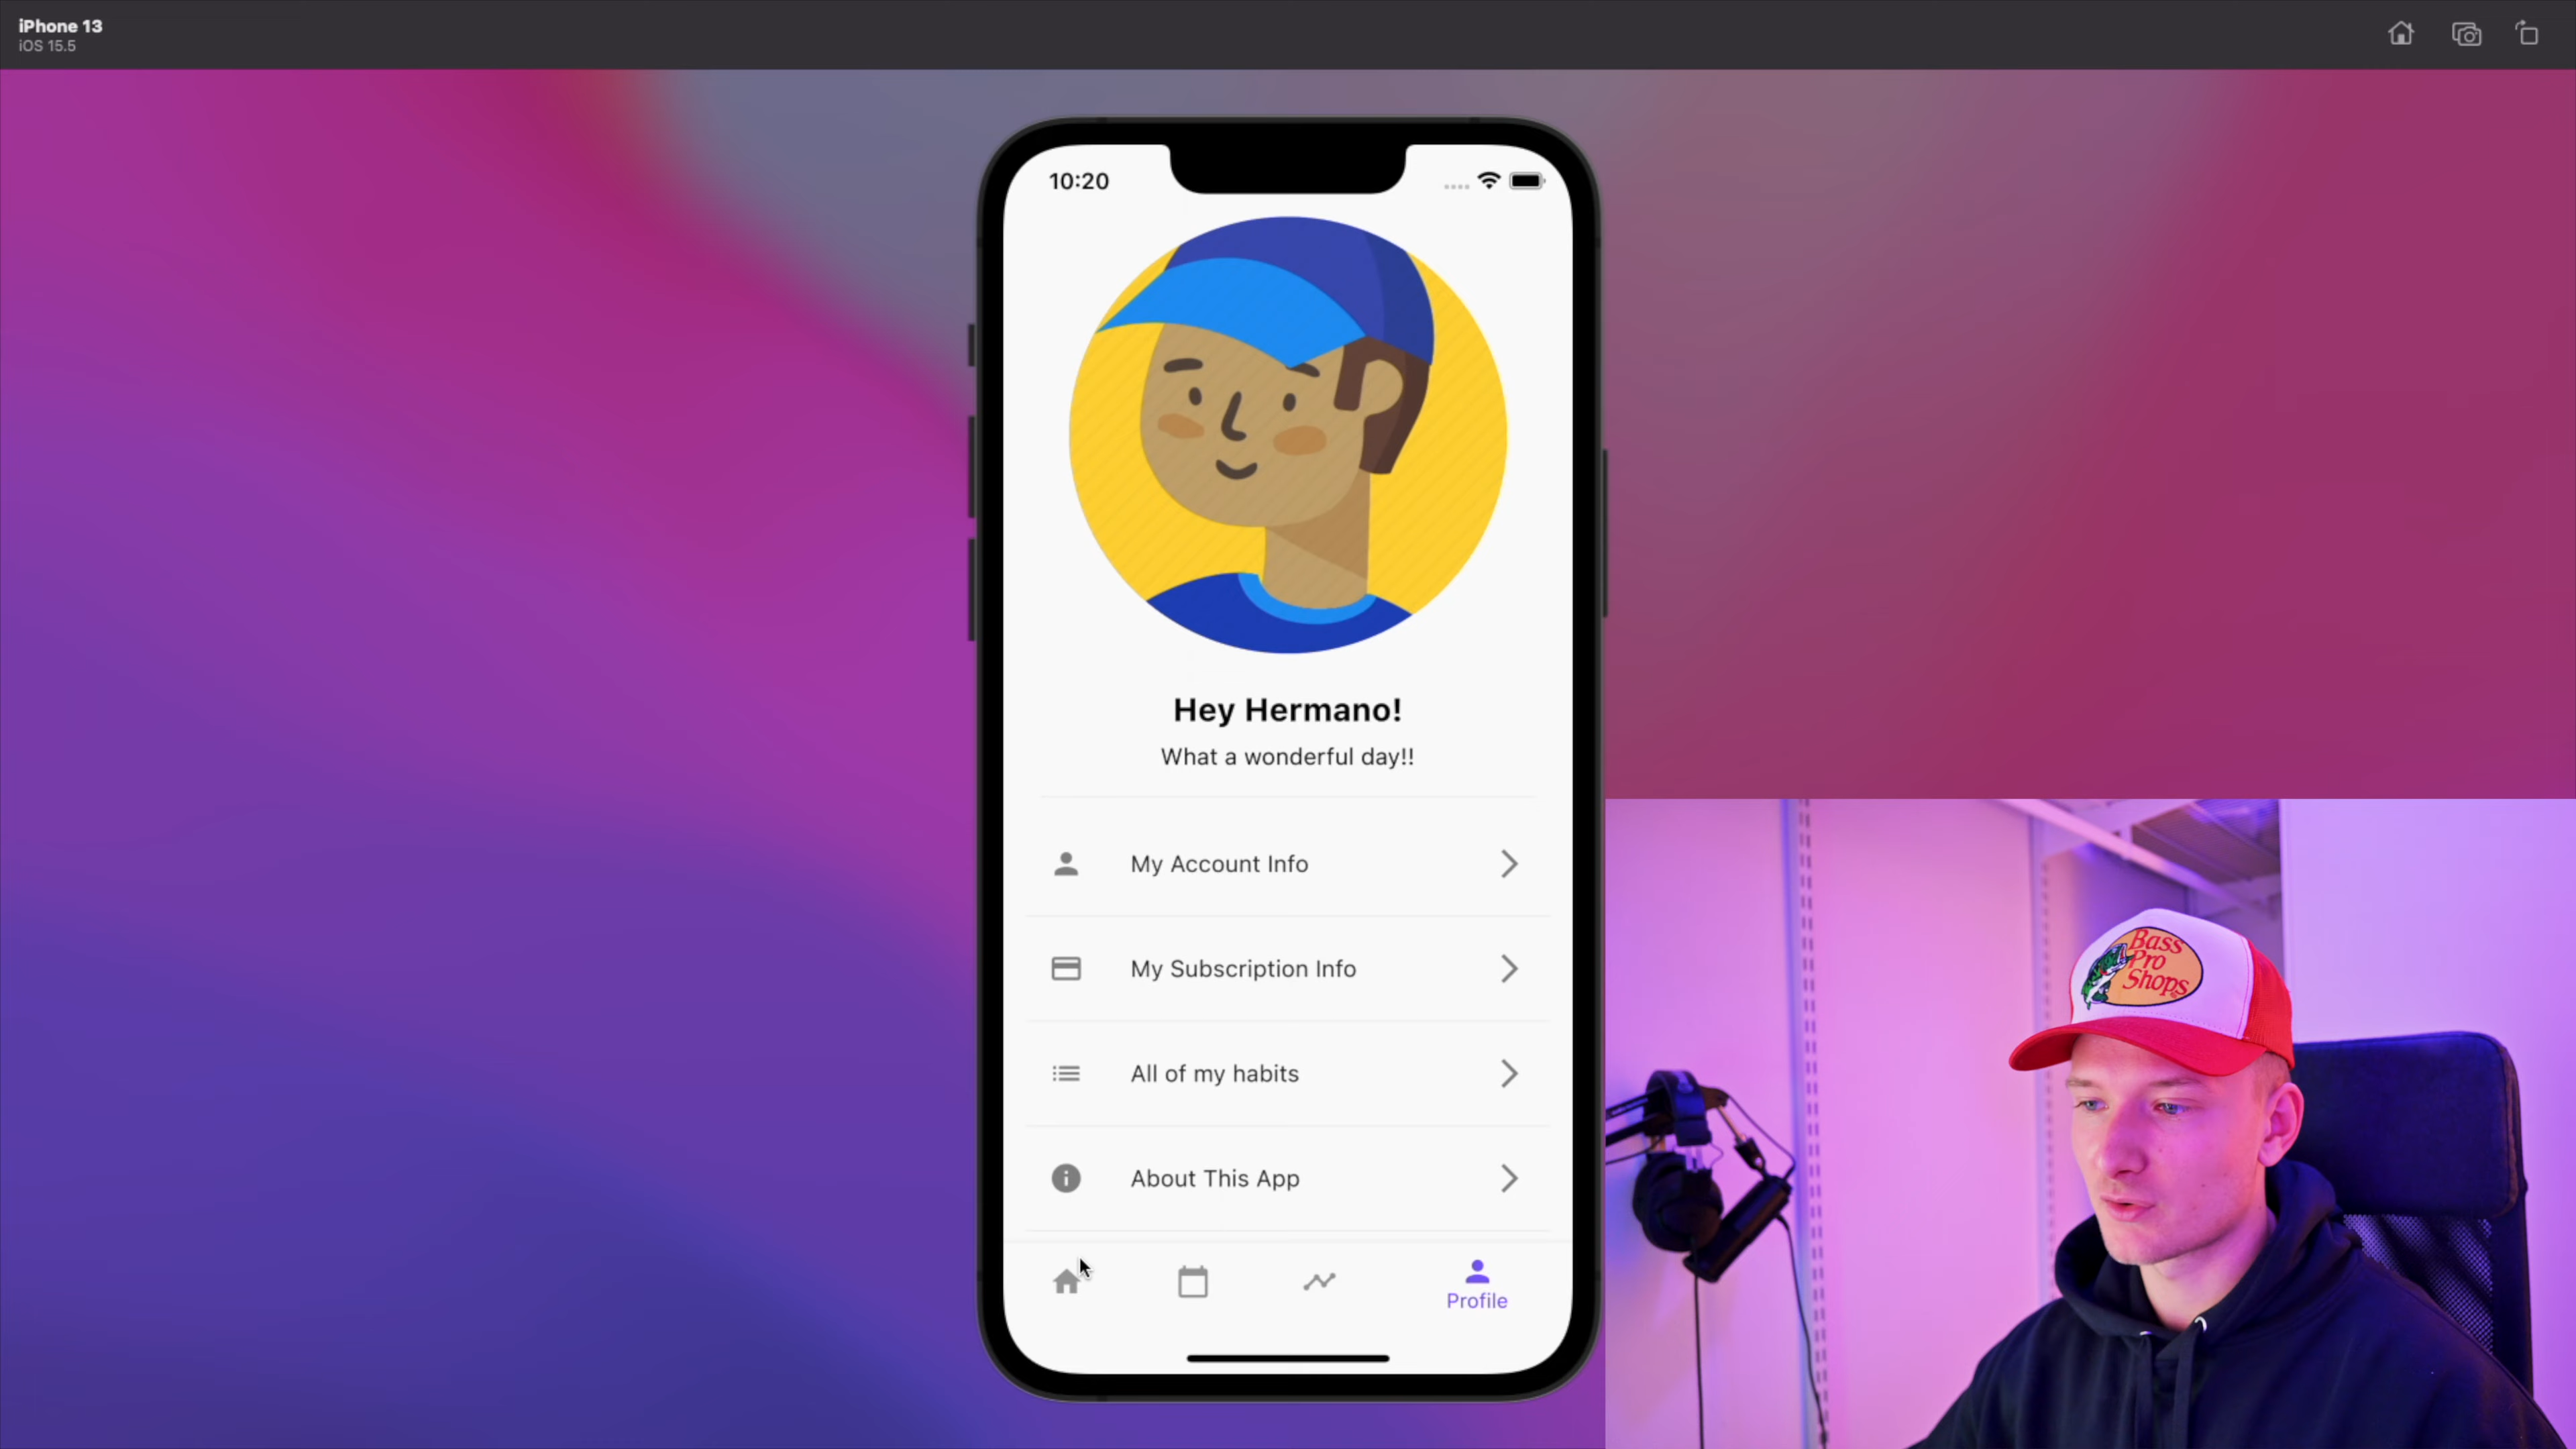 iPhone 13
iOS 15.5
10:20
Hey Hermano!
What a wonderful day!!
My Account Info
My Subscription Info
All of my habits
About This App
Profile
Bass
Pro
Shops